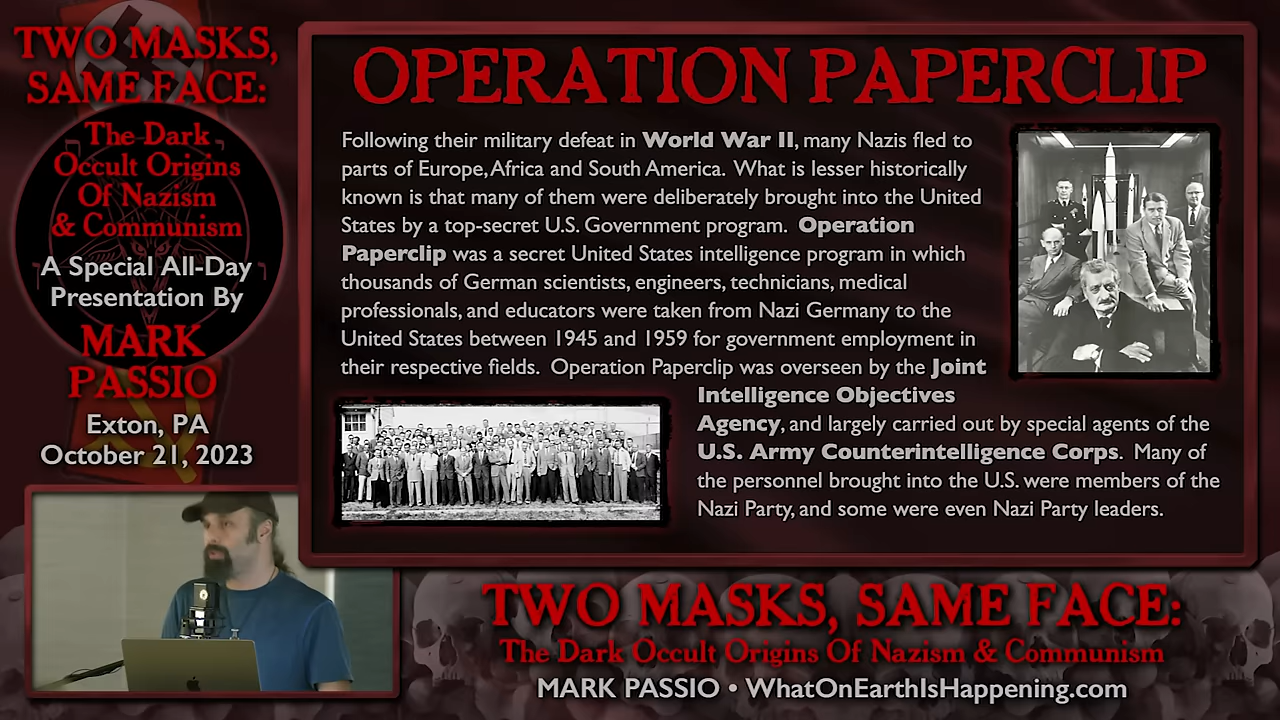 TWO MASKS,
SAME FACE:
The Dark
Occult Origins
Of Nazism
& Communism
A Special All-Day
Presentation By
MARK
PASSIO
Exton, PA
October 21, 2023
OPERATION PAPERCLIP
Following their military defeat in World War II, many Nazis fled to
parts of Europe, Africa and South America. What is lesser historically
known is that many of them were deliberately brought into the United
States by a top-secret U.S. Government program. Operation
Paperclip was a secret United States intelligence program in which
thousands of German scientists, engineers, technicians, medical
professionals, and educators were taken from Nazi Germany to the
United States between 1945 and 1959 for government employment in
their respective fields. Operation Paperclip was overseen by the Joint
Intelligence Objectives
Agency, and largely carried out by special agents of the
U.S. Army Counterintelligence Corps. Many of
the personnel brought into the U.S. were members of the
Nazi Party, and some were even Nazi Party leaders.
TWO MASKS, SAME FACE:
The Dark Occult Origins Of Nazism & Communism
MARK PASSIO • WhatOnEarthIsHappening.com